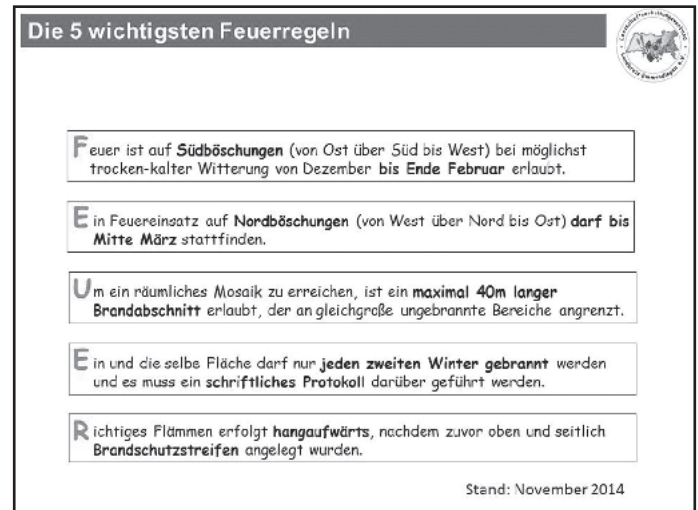 Die 5 wichtigsten Feuerregeln
Feuer ist auf Südböschungen (von Ost über Süd bis West) bei möglichst
trocken-kalter Witterung von Dezember bis Ende Februar erlaubt.
Ein Feuereinsatz auf Nordböschungen (von West über Nord bis Ost) darf bis
Mitte März stattfinden.
Um ein räumliches Mosaik zu erreichen, ist ein maximal 40m langer
Brandabschnitt erlaubt, der an gleichgroße ungebrannte Bereiche angrenzt.
Ein und die selbe Fläche darf nur jeden zweiten Winter gebrannt werden
und es muss ein schriftliches Protokoll darüber geführt werden.
Richtiges Flämmen erfolgt hangaufwärts, nachdem zuvor oben und seitlich
Brandschutzstreifen angelegt wurden.
Stand: November 2014